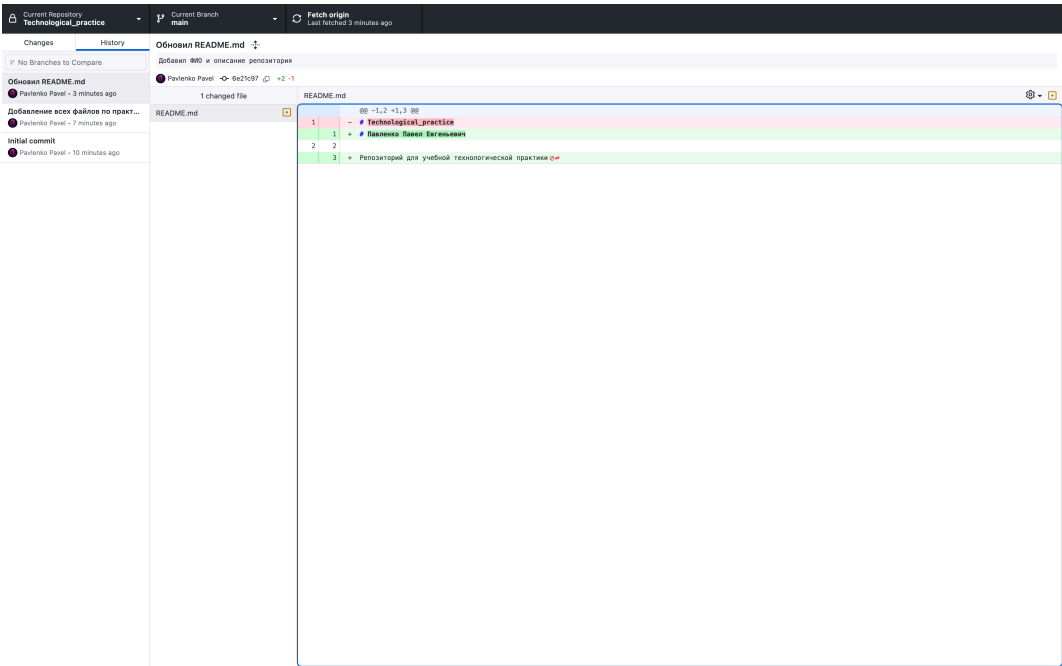 Current Repository
Technological_practice
Current Branch
main
Fetch origin
Last fetched 3 minutes ago
Changes
History
No Branches to Compare
Обновил README.md
Pavlenko Pavel • 3 minutes ago
Добавление всех файлов по практ...
Pavlenko Pavel • 7 minutes ago
Initial commit
Pavlenko Pavel • 10 minutes ago
Обновил README.md
Добавил ФИО и описание репозитория
Pavlenko Pavel 6e21c97 +2 -1
1 changed file
README.md
README.md
@@ -1,2 +1,3 @@
1 - # Technological_practice
1 + # Павленко Павел Евгеньевич
2 2
3 + Репозиторий для учебной технологической практики